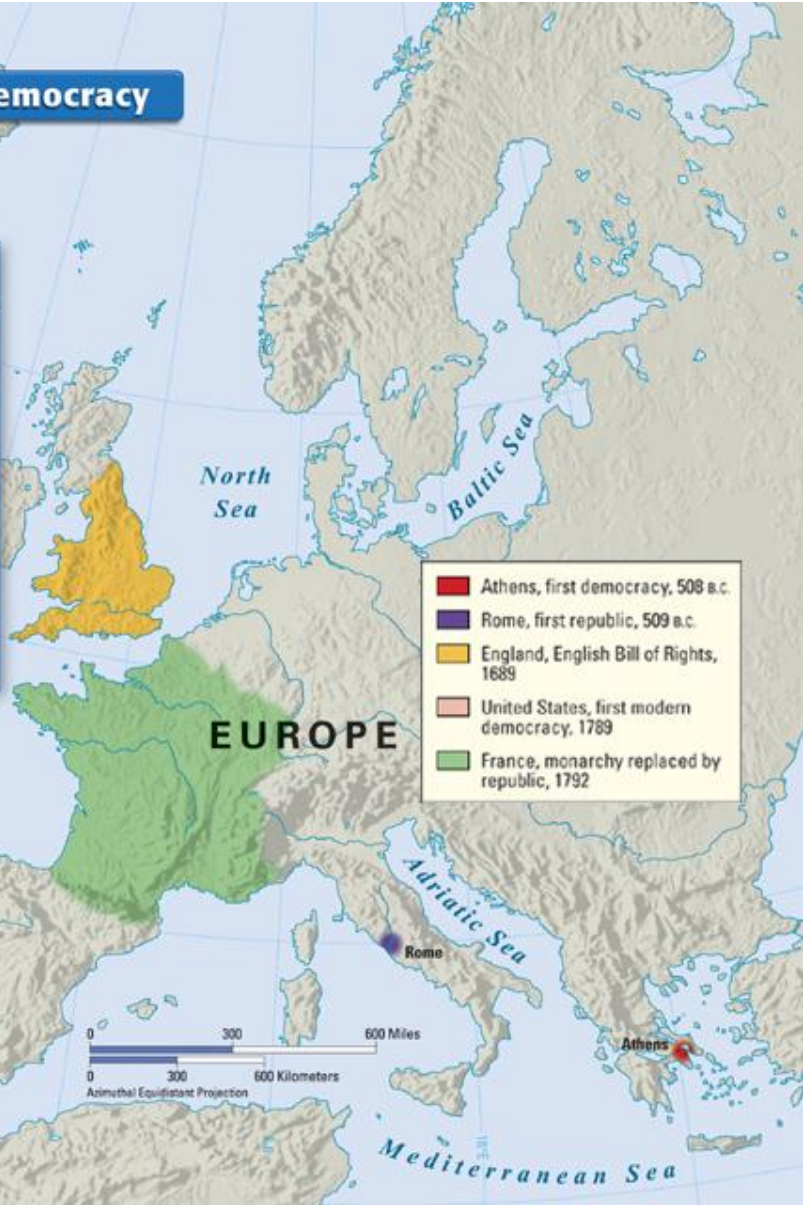 emocracy
North
Sea
Baltic Sea
Athens, first democracy, 508 B.C.
Rome, first republic, 509 B.C.
England, English Bill of Rights,
1689
United States, first modern
democracy, 1789
France, monarchy replaced by
republic, 1792
EUROPE
Adriatic Sea
Rome
Athens
0 300 600 Miles
0 300 600 Kilometers
Azimuthal Equidistant Projection
Mediterranean Sea